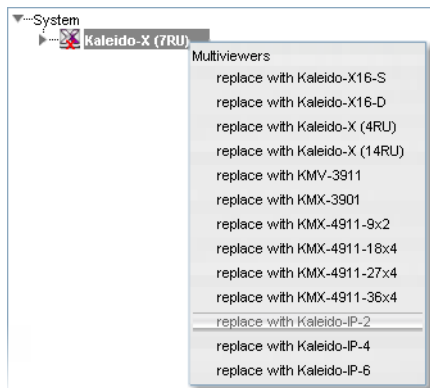 System
Kaleido-X (7RU)
Multiviewers
replace with Kaleido-X16-S
replace with Kaleido-X16-D
replace with Kaleido-X (4RU)
replace with Kaleido-X (14RU)
replace with KMV-3911
replace with KMX-3901
replace with KMX-4911-9x2
replace with KMX-4911-18x4
replace with KMX-4911-27x4
replace with KMX-4911-36x4
replace with Kaleido-IP-2
replace with Kaleido-IP-4
replace with Kaleido-IP-6